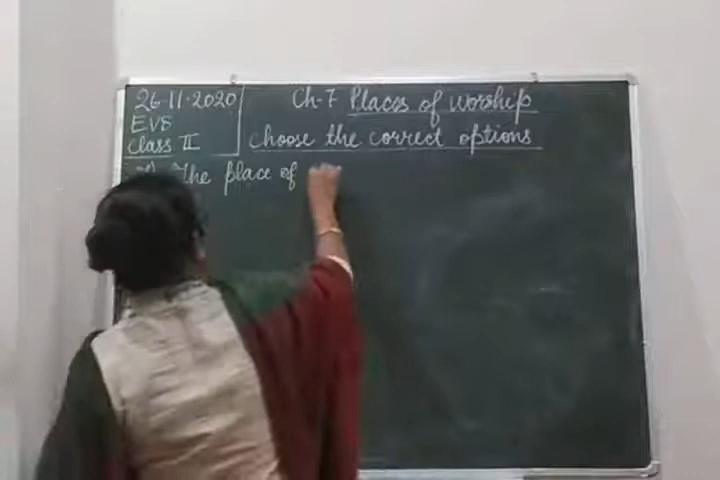 26-11-2020
EVS
Class II
Ch-7 Places of worship
choose the correct options
The place of